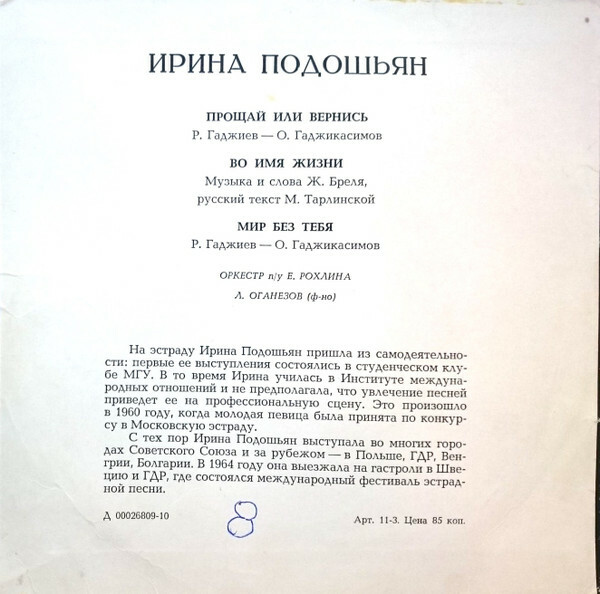 ИРИНА ПОДОШЬЯН
ПРОЩАЙ ИЛИ ВЕРНИСЬ
Р. Гаджиев — О. Гаджикасимов
ВО ИМЯ ЖИЗНИ
Музыка и слова Ж. Бреля,
русский текст М. Тарлинской
МИР БЕЗ ТЕБЯ
Р. Гаджиев — О. Гаджикасимов
ОРКЕСТР п/у Е. РОХЛИНА
Л. ОГАНЕЗОВ (ф-но)
На эстраду Ирина Подошьян пришла из самодеятельно-
сти: первые ее выступления состоялись в студенческом клу-
бе МГУ. В то время Ирина училась в Институте междуна-
родных отношений и не предполагала, что увлечение песней
приведет ее на профессиональную сцену. Это произошло
в 1960 году, когда молодая певица была принята по конкур-
су в Московскую эстраду.
С тех пор Ирина Подошьян выступала во многих горо-
дах Советского Союза и за рубежом — в Польше, ГДР, Вен-
грии, Болгарии. В 1964 году она выезжала на гастроли в Шве-
цию и ГДР, где состоялся международный фестиваль эстрад-
ной песни.
Д 00026809-10
8
Арт. 11-3. Цена 85 коп.